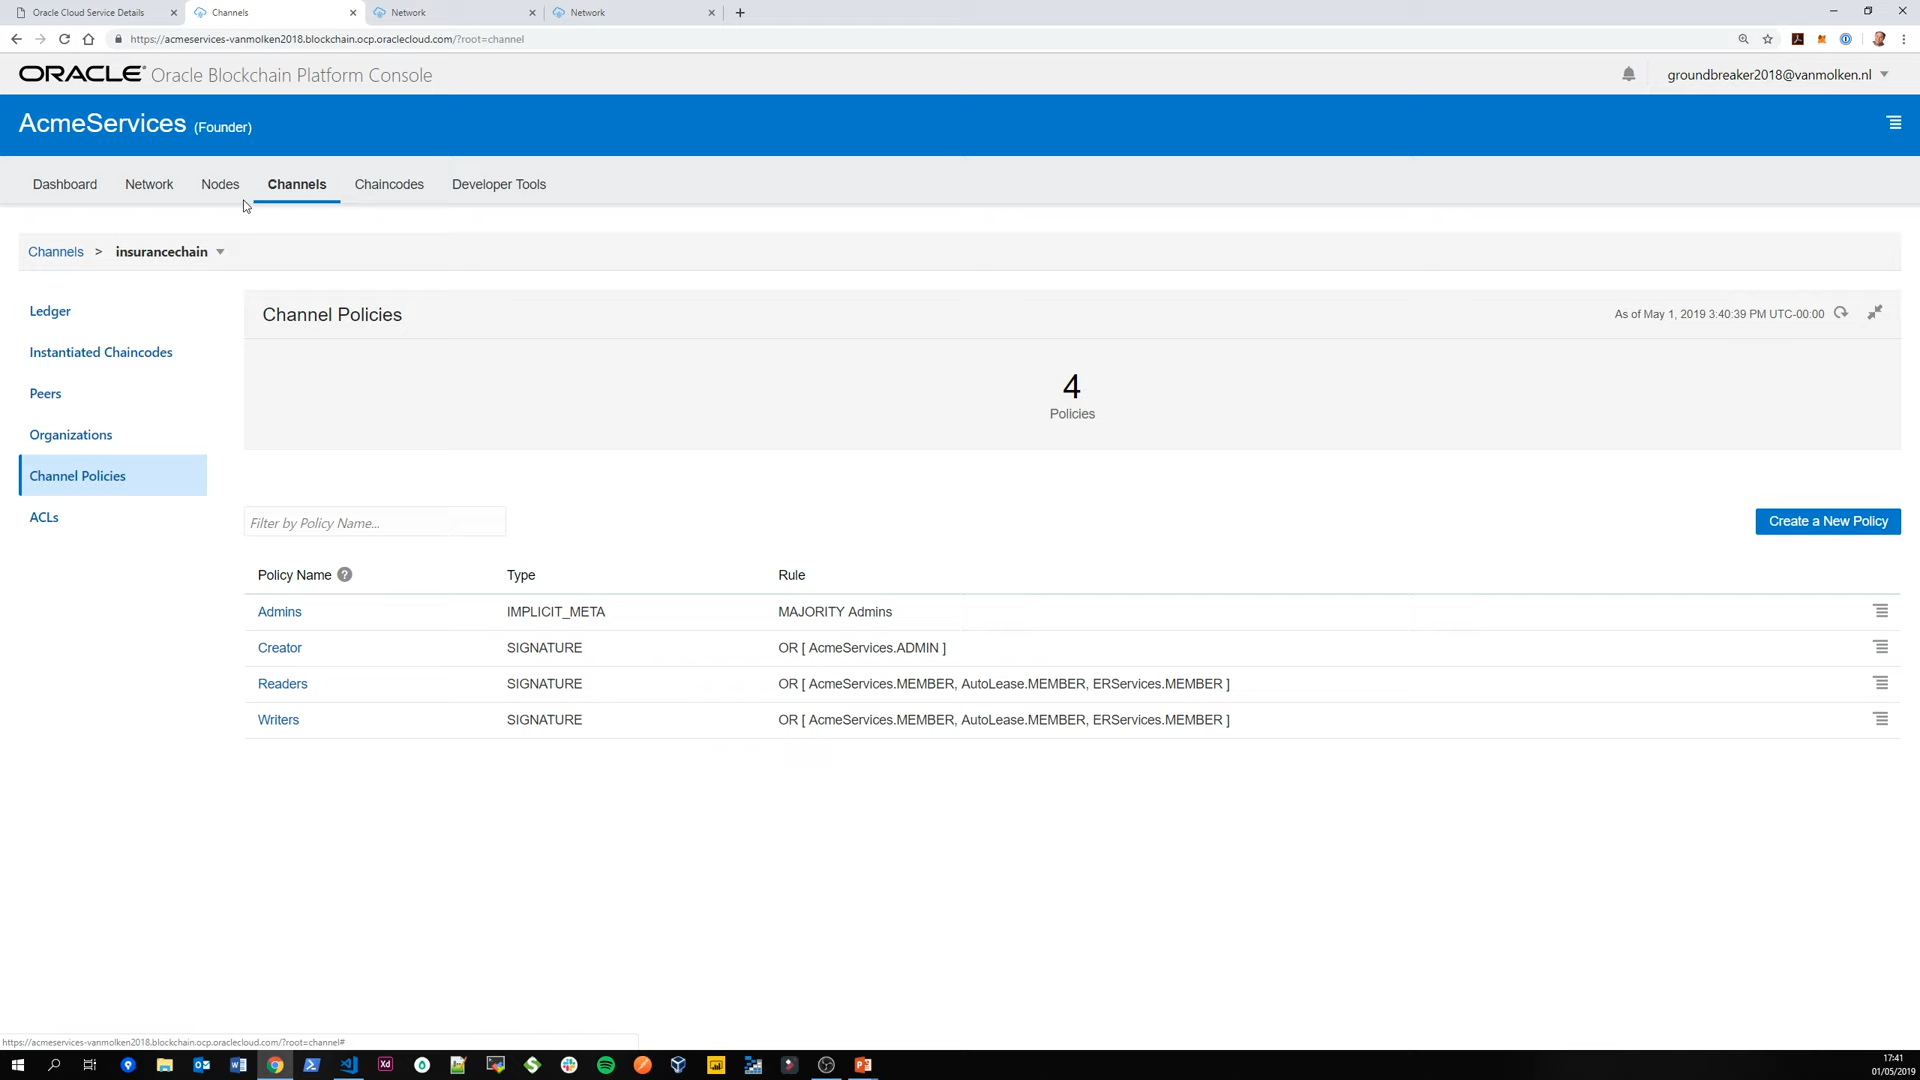 Oracle Cloud Service Details
Channels
Network
Network
https://acmeservices-vanmolken2018.blockchain.ocp.oraclecloud.com/?root=channel
ORACLE Oracle Blockchain Platform Console
groundbreaker2018@vanmolken.nl
AcmeServices (Founder)
Dashboard Network Nodes Channels Chaincodes Developer Tools
Channels > insurancechain
Ledger
Instantiated Chaincodes
Peers
Organizations
Channel Policies
ACLs
Channel Policies
As of May 1, 2019 3:40:39 PM UTC-00:00
4
Policies
Filter by Policy Name...
Create a New Policy
Policy Name ? Type Rule
Admins IMPLICIT_META MAJORITY Admins
Creator SIGNATURE OR [ AcmeServices.ADMIN ]
Readers SIGNATURE OR [ AcmeServices.MEMBER, AutoLease.MEMBER, ERServices.MEMBER ]
Writers SIGNATURE OR [ AcmeServices.MEMBER, AutoLease.MEMBER, ERServices.MEMBER ]
https://acmeservices-vanmolken2018.blockchain.ocp.oraclecloud.com/?root=channel#
17:41
01/05/2019